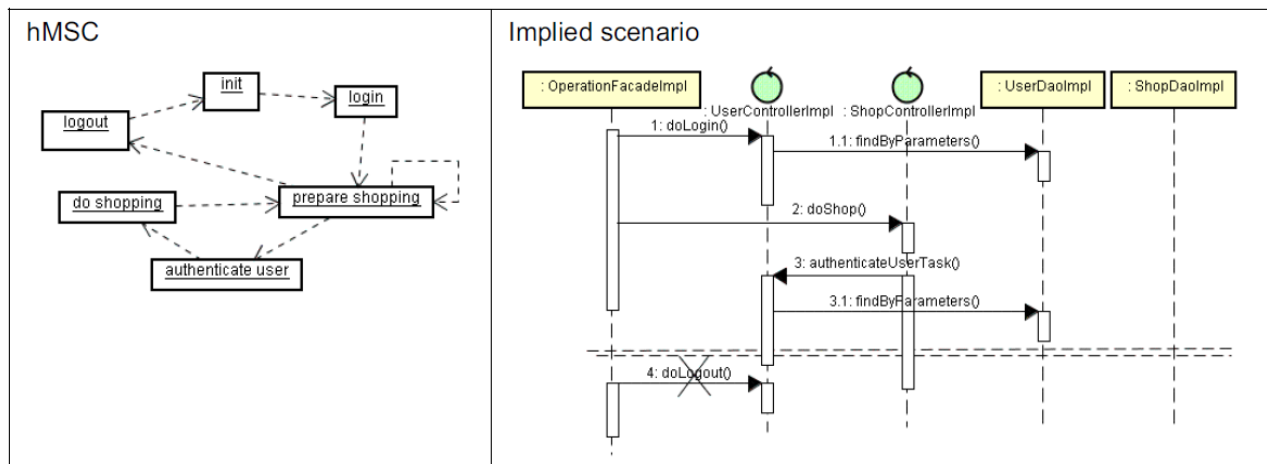 hMSC
init
login
logout
do shopping
prepare shopping
authenticate user
Implied scenario
: OperationFacadeImpl
: UserControllerImpl
: ShopControllerImpl
: UserDaoImpl
: ShopDaoImpl
1: doLogin()
1.1: findByParameters()
2: doShop()
3: authenticateUserTask()
3.1: findByParameters()
4: doLogout()